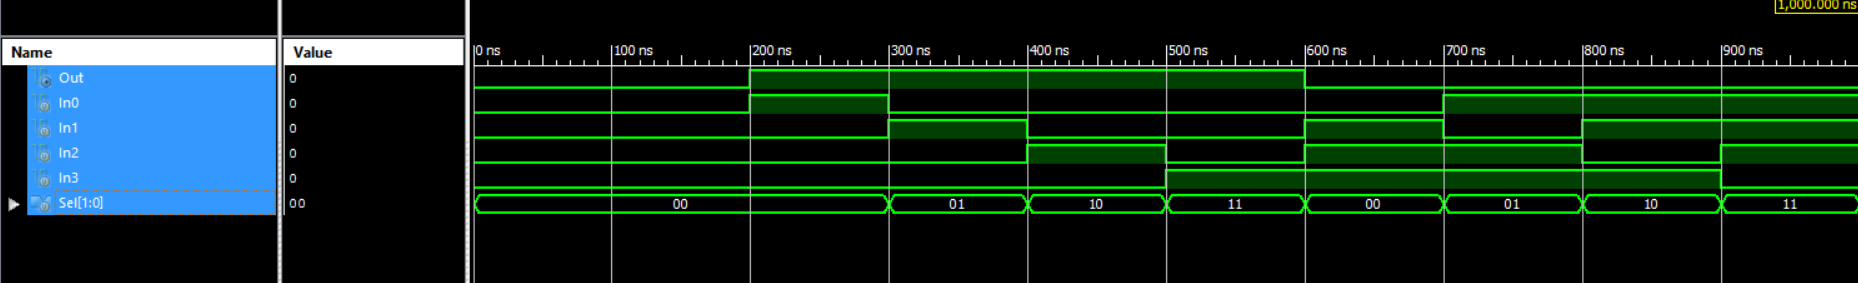 1,000.000 ns
Name Value
0 ns 100 ns 200 ns 300 ns 400 ns 500 ns 600 ns 700 ns 800 ns 900 ns
Out 0
In0 0
In1 0
In2 0
In3 0
Sel[1:0] 00 00 01 10 11 00 01 10 11